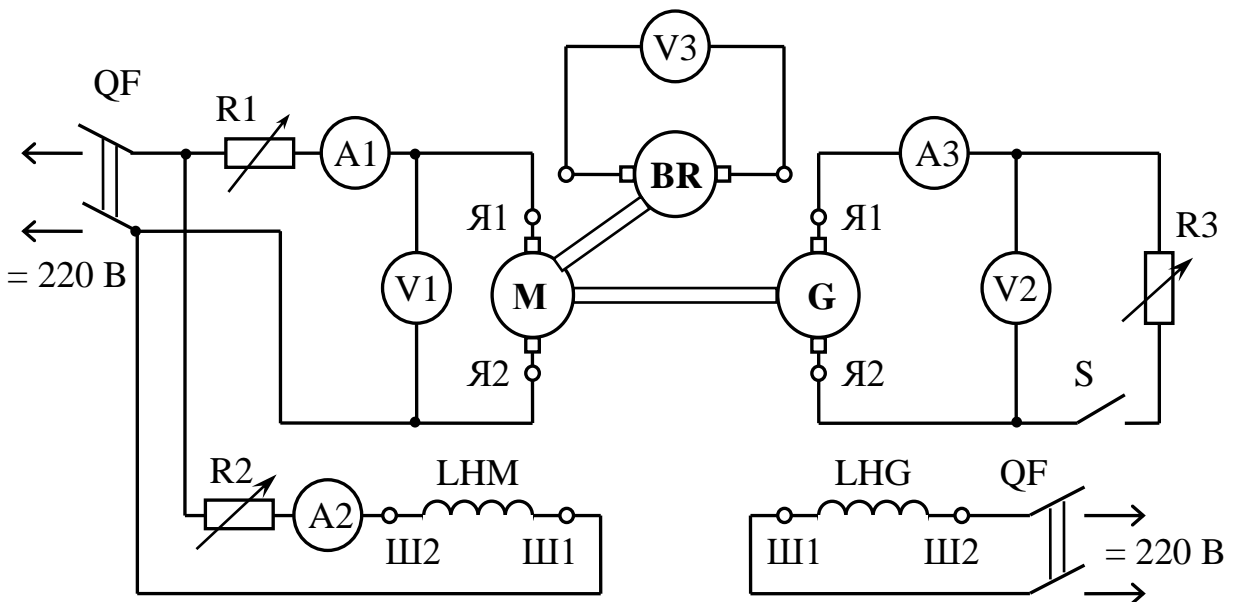 V3
QF
R1
A1
BR
A3
Я1
Я1
R3
= 220 В
V1
M
G
V2
Я2
Я2
S
R2
LHM
LHG
QF
A2
Ш2
Ш1
Ш1
Ш2
= 220 В